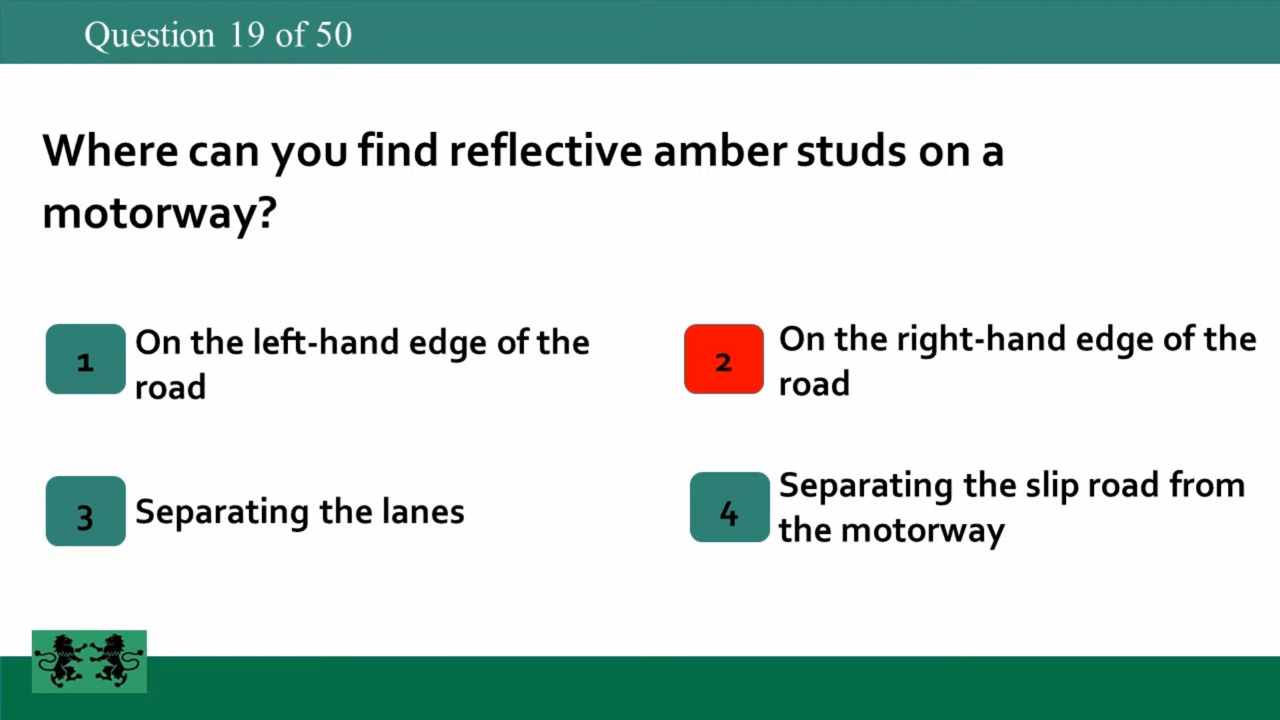 Question 19 of 50
Where can you find reflective amber studs on a
motorway?
1
On the left-hand edge of the
road
2
On the right-hand edge of the
road
3
Separating the lanes
4
Separating the slip road from
the motorway